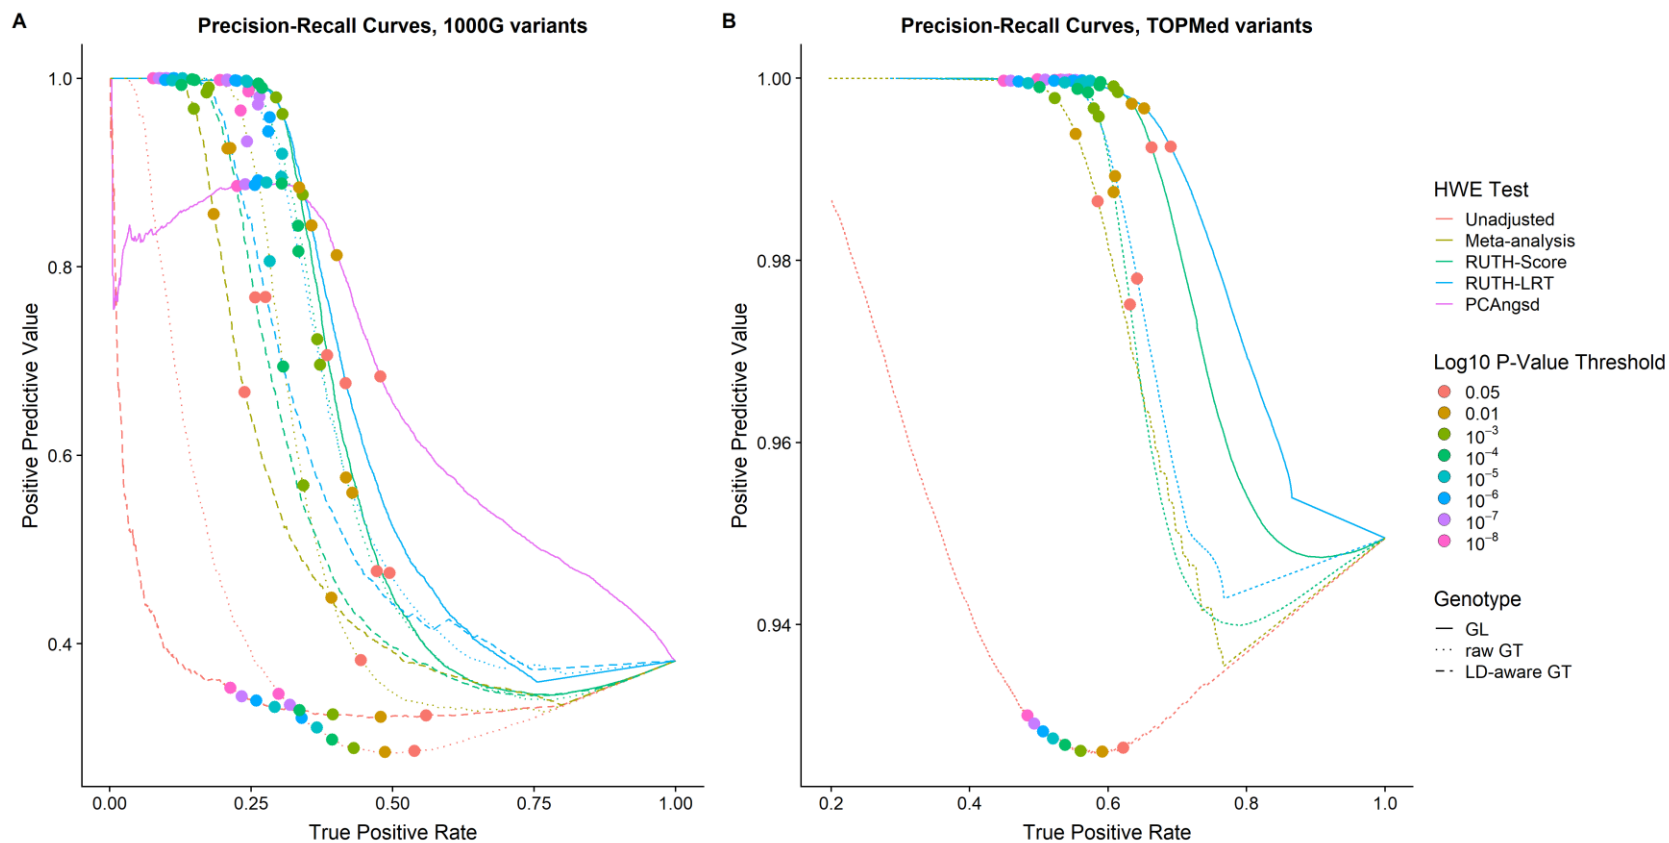 A
Precision-Recall Curves, 1000G variants
Positive Predictive Value
1.0
0.8
0.6
0.4
0.00 0.25 0.50 0.75 1.00
True Positive Rate
B
Precision-Recall Curves, TOPMed variants
Positive Predictive Value
1.00
0.98
0.96
0.94
0.2 0.4 0.6 0.8 1.0
True Positive Rate
HWE Test
Unadjusted
Meta-analysis
RUTH-Score
RUTH-LRT
PCAngsd
Log10 P-Value Threshold
0.05
0.01
10⁻³
10⁻⁴
10⁻⁵
10⁻⁶
10⁻⁷
10⁻⁸
Genotype
GL
raw GT
LD-aware GT